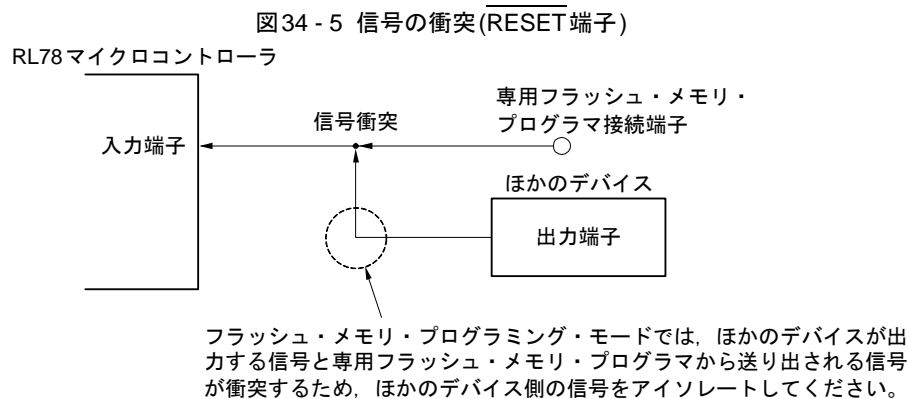 図34 - 5 信号の衝突(RESET端子)
RL78マイクロコントローラ
専用フラッシュ・メモリ・
プログラマ接続端子
信号衝突
入力端子
ほかのデバイス
出力端子
フラッシュ・メモリ・プログラミング・モードでは，ほかのデバイスが出
力する信号と専用フラッシュ・メモリ・プログラマから送り出される信号
が衝突するため，ほかのデバイス側の信号をアイソレートしてください。